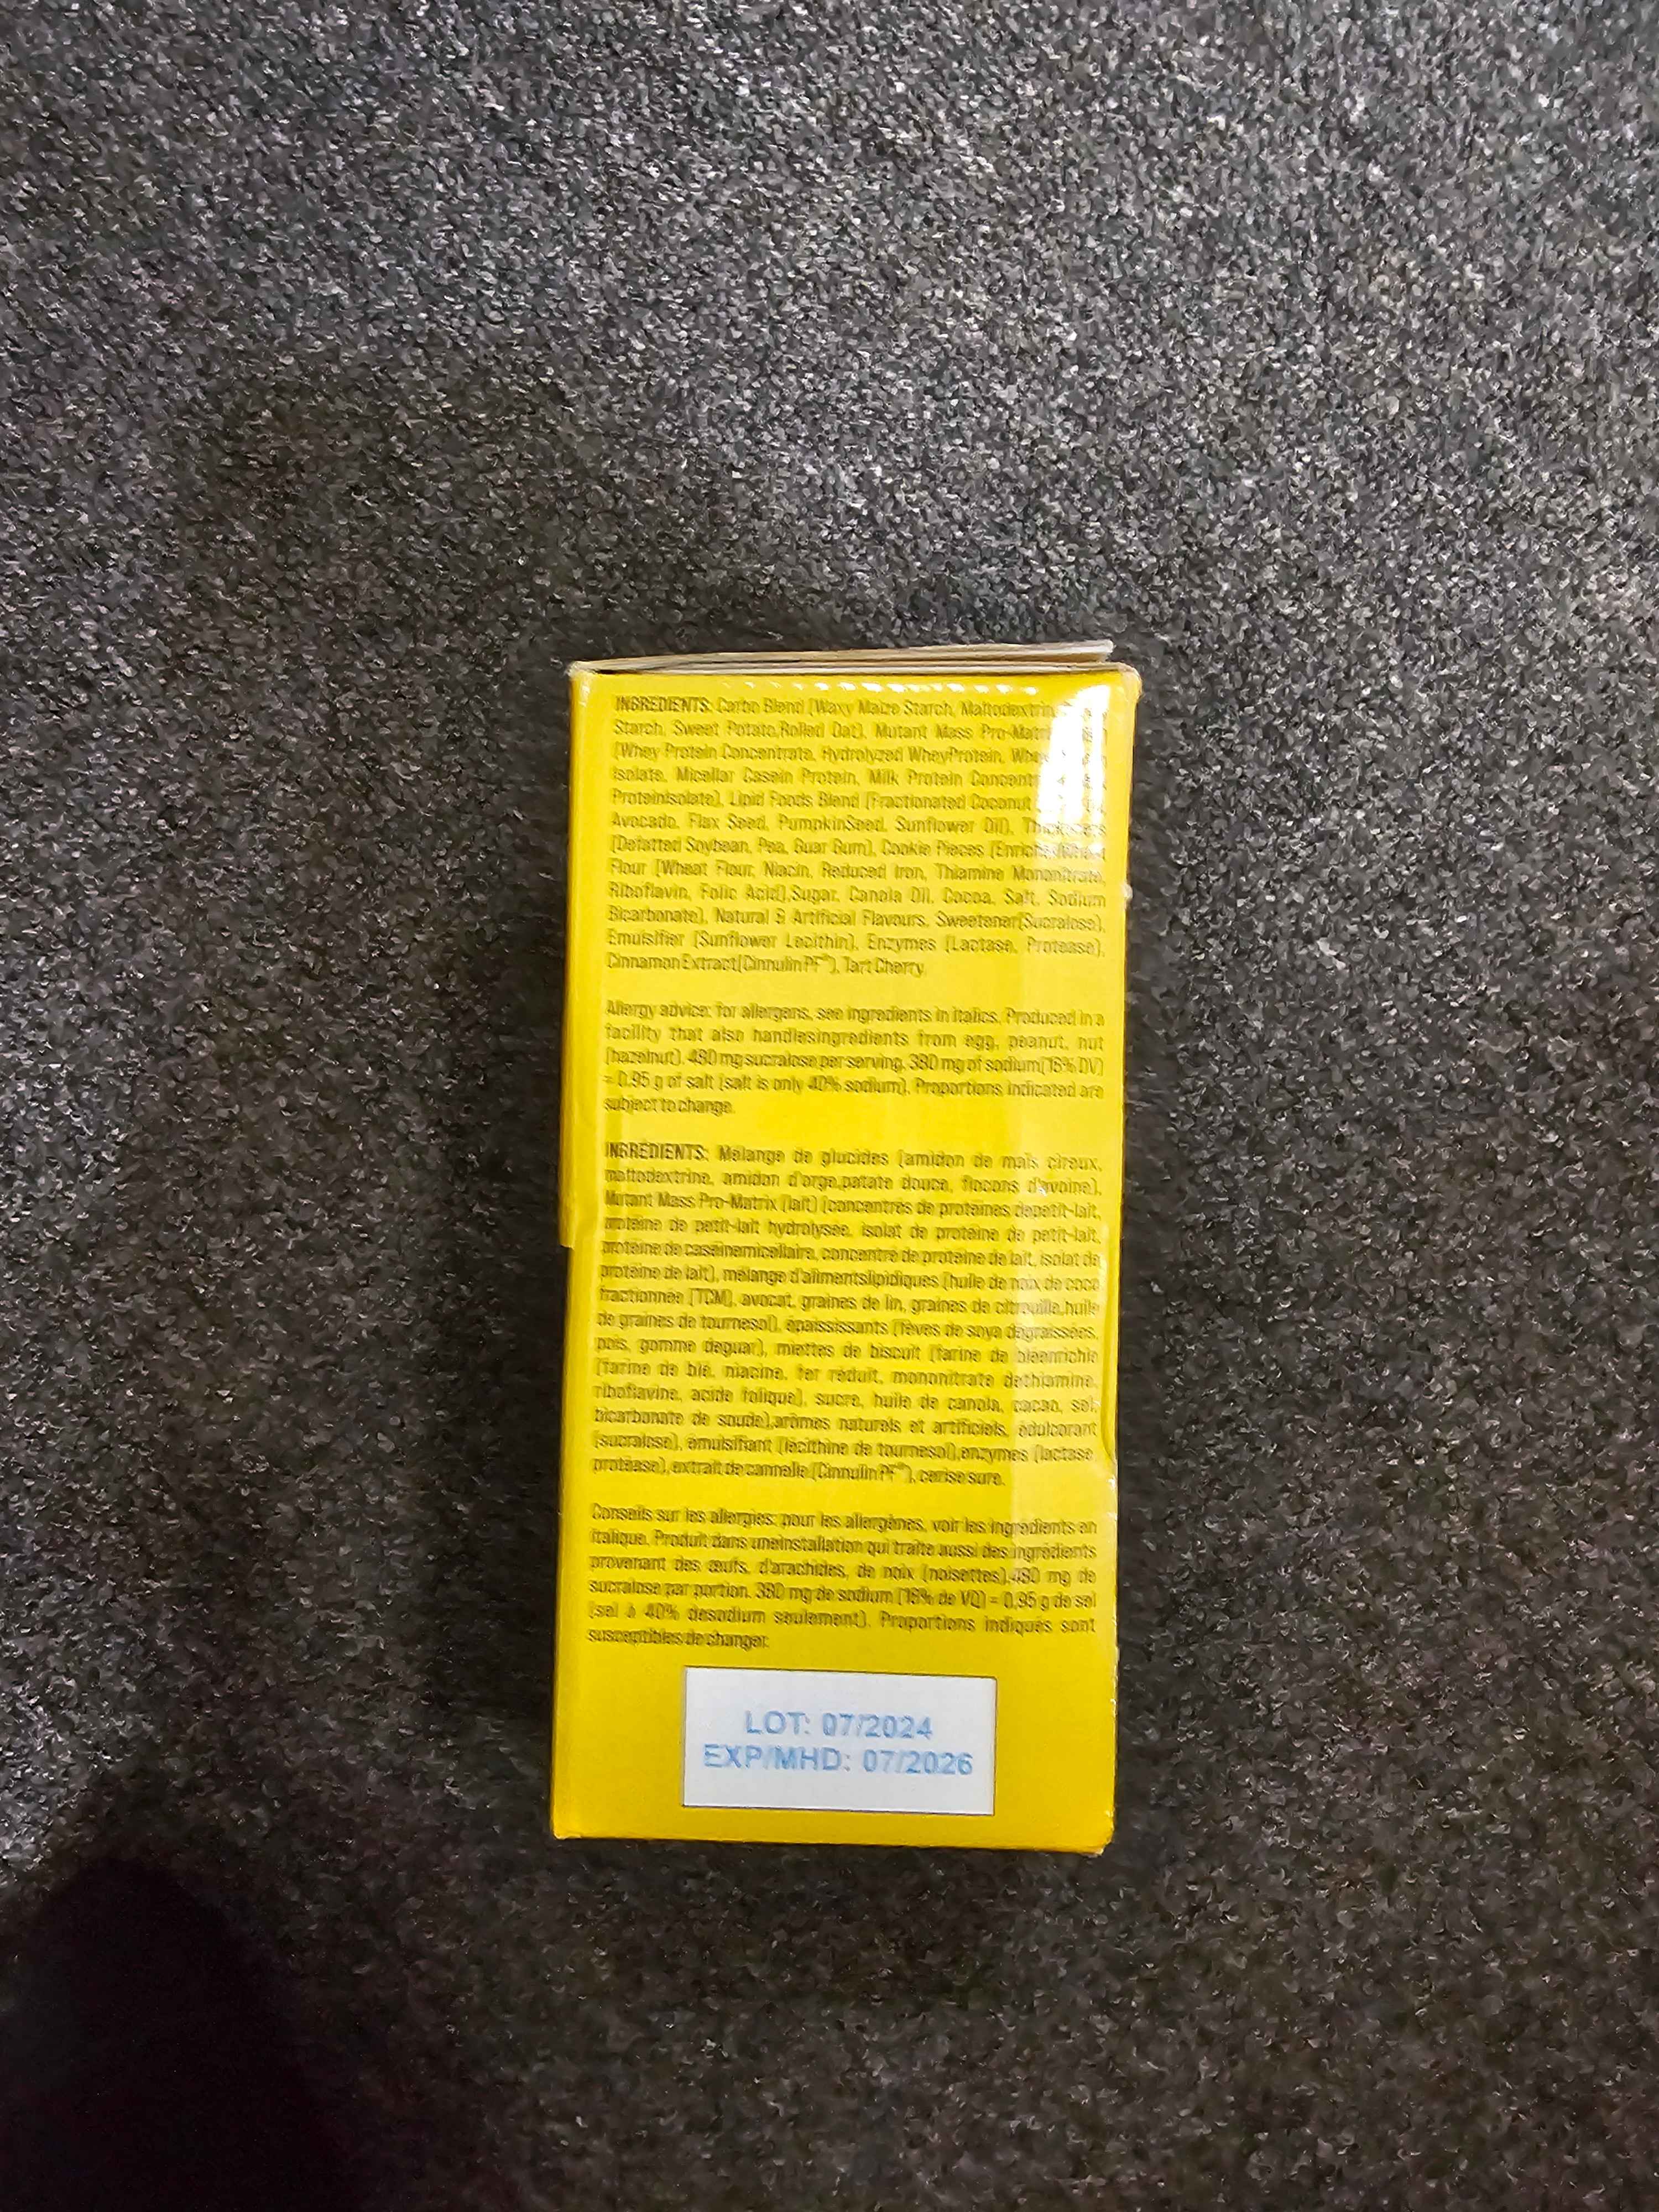 INGREDIENTS: Carbo Blend (Waxy Maize Starch, Maltodextrin,
Starch, Sweet Potato,Rolled Oat), Mutant Mass Pro-Matrix
(Whey Protein Concentrate, Hydrolyzed WheyProtein,
Isolate, Micellar Casein Protein, Milk Protein
Proteinisolate), Lipid Foods Blend (Fractionated Coconut
Avocado, Flax Seed, PumpkinSeed, Sunflower Oil),
(Defatted Soybean, Pea, Guar Gum), Cookie Pieces
Flour (Wheat Flour, Niacin, Reduced Iron, Thiamine Mononitrate,
Riboflavin, Folic Acid),Sugar, Canola Oil, Cocoa, Salt, Sodium
Bicarbonate), Natural & Artificial Flavours, Sweetener(Sucralose),
Emulsifier (Sunflower Lecithin), Enzymes (Lactase, Protease),
Cinnamon Extract(Cinnulin PF®), Tart Cherry.
Allergy advice: for allergens, see ingredients in italics. Produced in a
facility that also handlesingredients from egg, peanut, nut
(hazelnut). 480 mg sucralose per serving. 380 mg of sodium(16% DV)
= 0.95 g of salt (salt is only 40% sodium). Proportions indicated are
subject to change.
INGRÉDIENTS: Mélange de glucides (amidon de maïs cireux,
maltodextrine, amidon d'orge,patate douce, flocons d'avoine),
Mutant Mass Pro-Matrix (lait) (concentrés de protéines depetit-lait,
protéine de petit-lait hydrolysée, isolat de protéine de petit-lait,
protéine de caséinemicellaire, concentré de protéine de lait, isolat de
protéine de lait), mélange d'alimentslipidiques (huile de noix de coco
fractionnée [TCM], avocat, graines de lin, graines de citrouille,huile
de graines de tournesol), épaississants (fèves de soya dégraissées,
pois, gomme deguar), miettes de biscuit (farine de bléenrichie
(farine de blé, niacine, fer réduit, mononitrate dethiamine,
riboflavine, acide folique), sucre, huile de canola, cacao, sel,
bicarbonate de soude),arômes naturels et artificiels, édulcorant
(sucralose), émulsifiant (lécithine de tournesol),enzymes (lactase,
protéase), extrait de cannelle (Cinnulin PF®), cerise sure.
Conseils sur les allergies: pour les allergènes, voir les ingrédients en
italique. Produit dans uneinstallation qui traite aussi des ingrédients
provenant des œufs, d'arachides, de noix (noisettes).480 mg de
sucralose par portion. 380 mg de sodium (16% de VQ) = 0,95 g de sel
(sel à 40% desodium seulement). Proportions indiqués sont
susceptibles de changer.
LOT: 07/2024
EXP/MHD: 07/2026